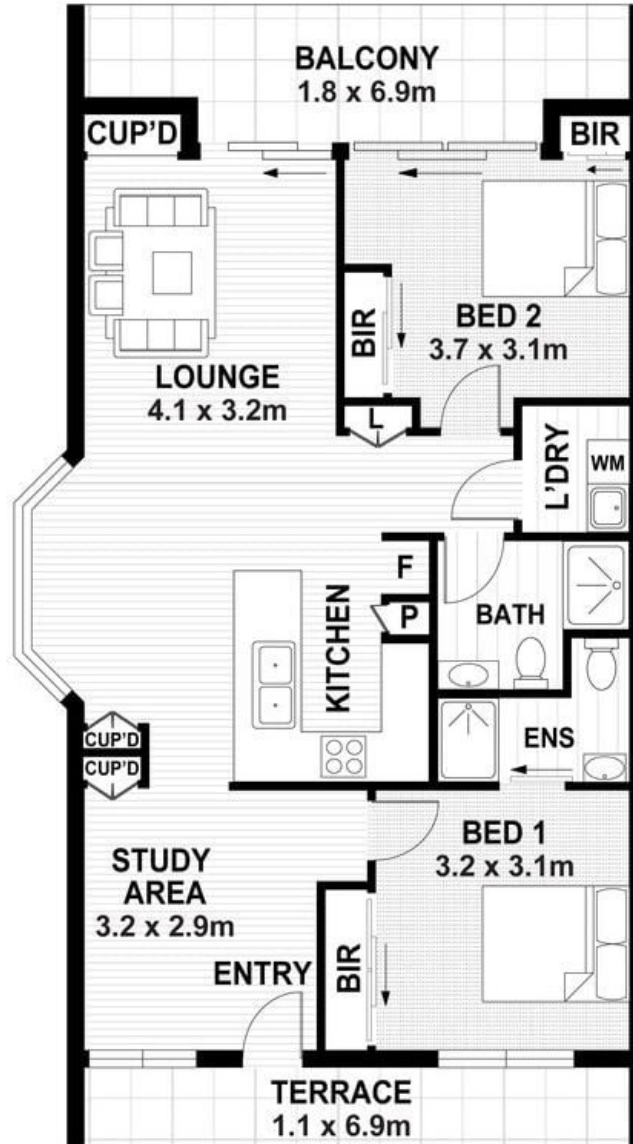 BALCONY
1.8 x 6.9m
CUP'D
BIR
BIR
BED 2
3.7 x 3.1m
LOUNGE
4.1 x 3.2m
L
L'DRY
WM
F
P
KITCHEN
BATH
CUP'D
CUP'D
ENS
STUDY
AREA
3.2 x 2.9m
BED 1
3.2 x 3.1m
ENTRY
BIR
TERRACE
1.1 x 6.9m